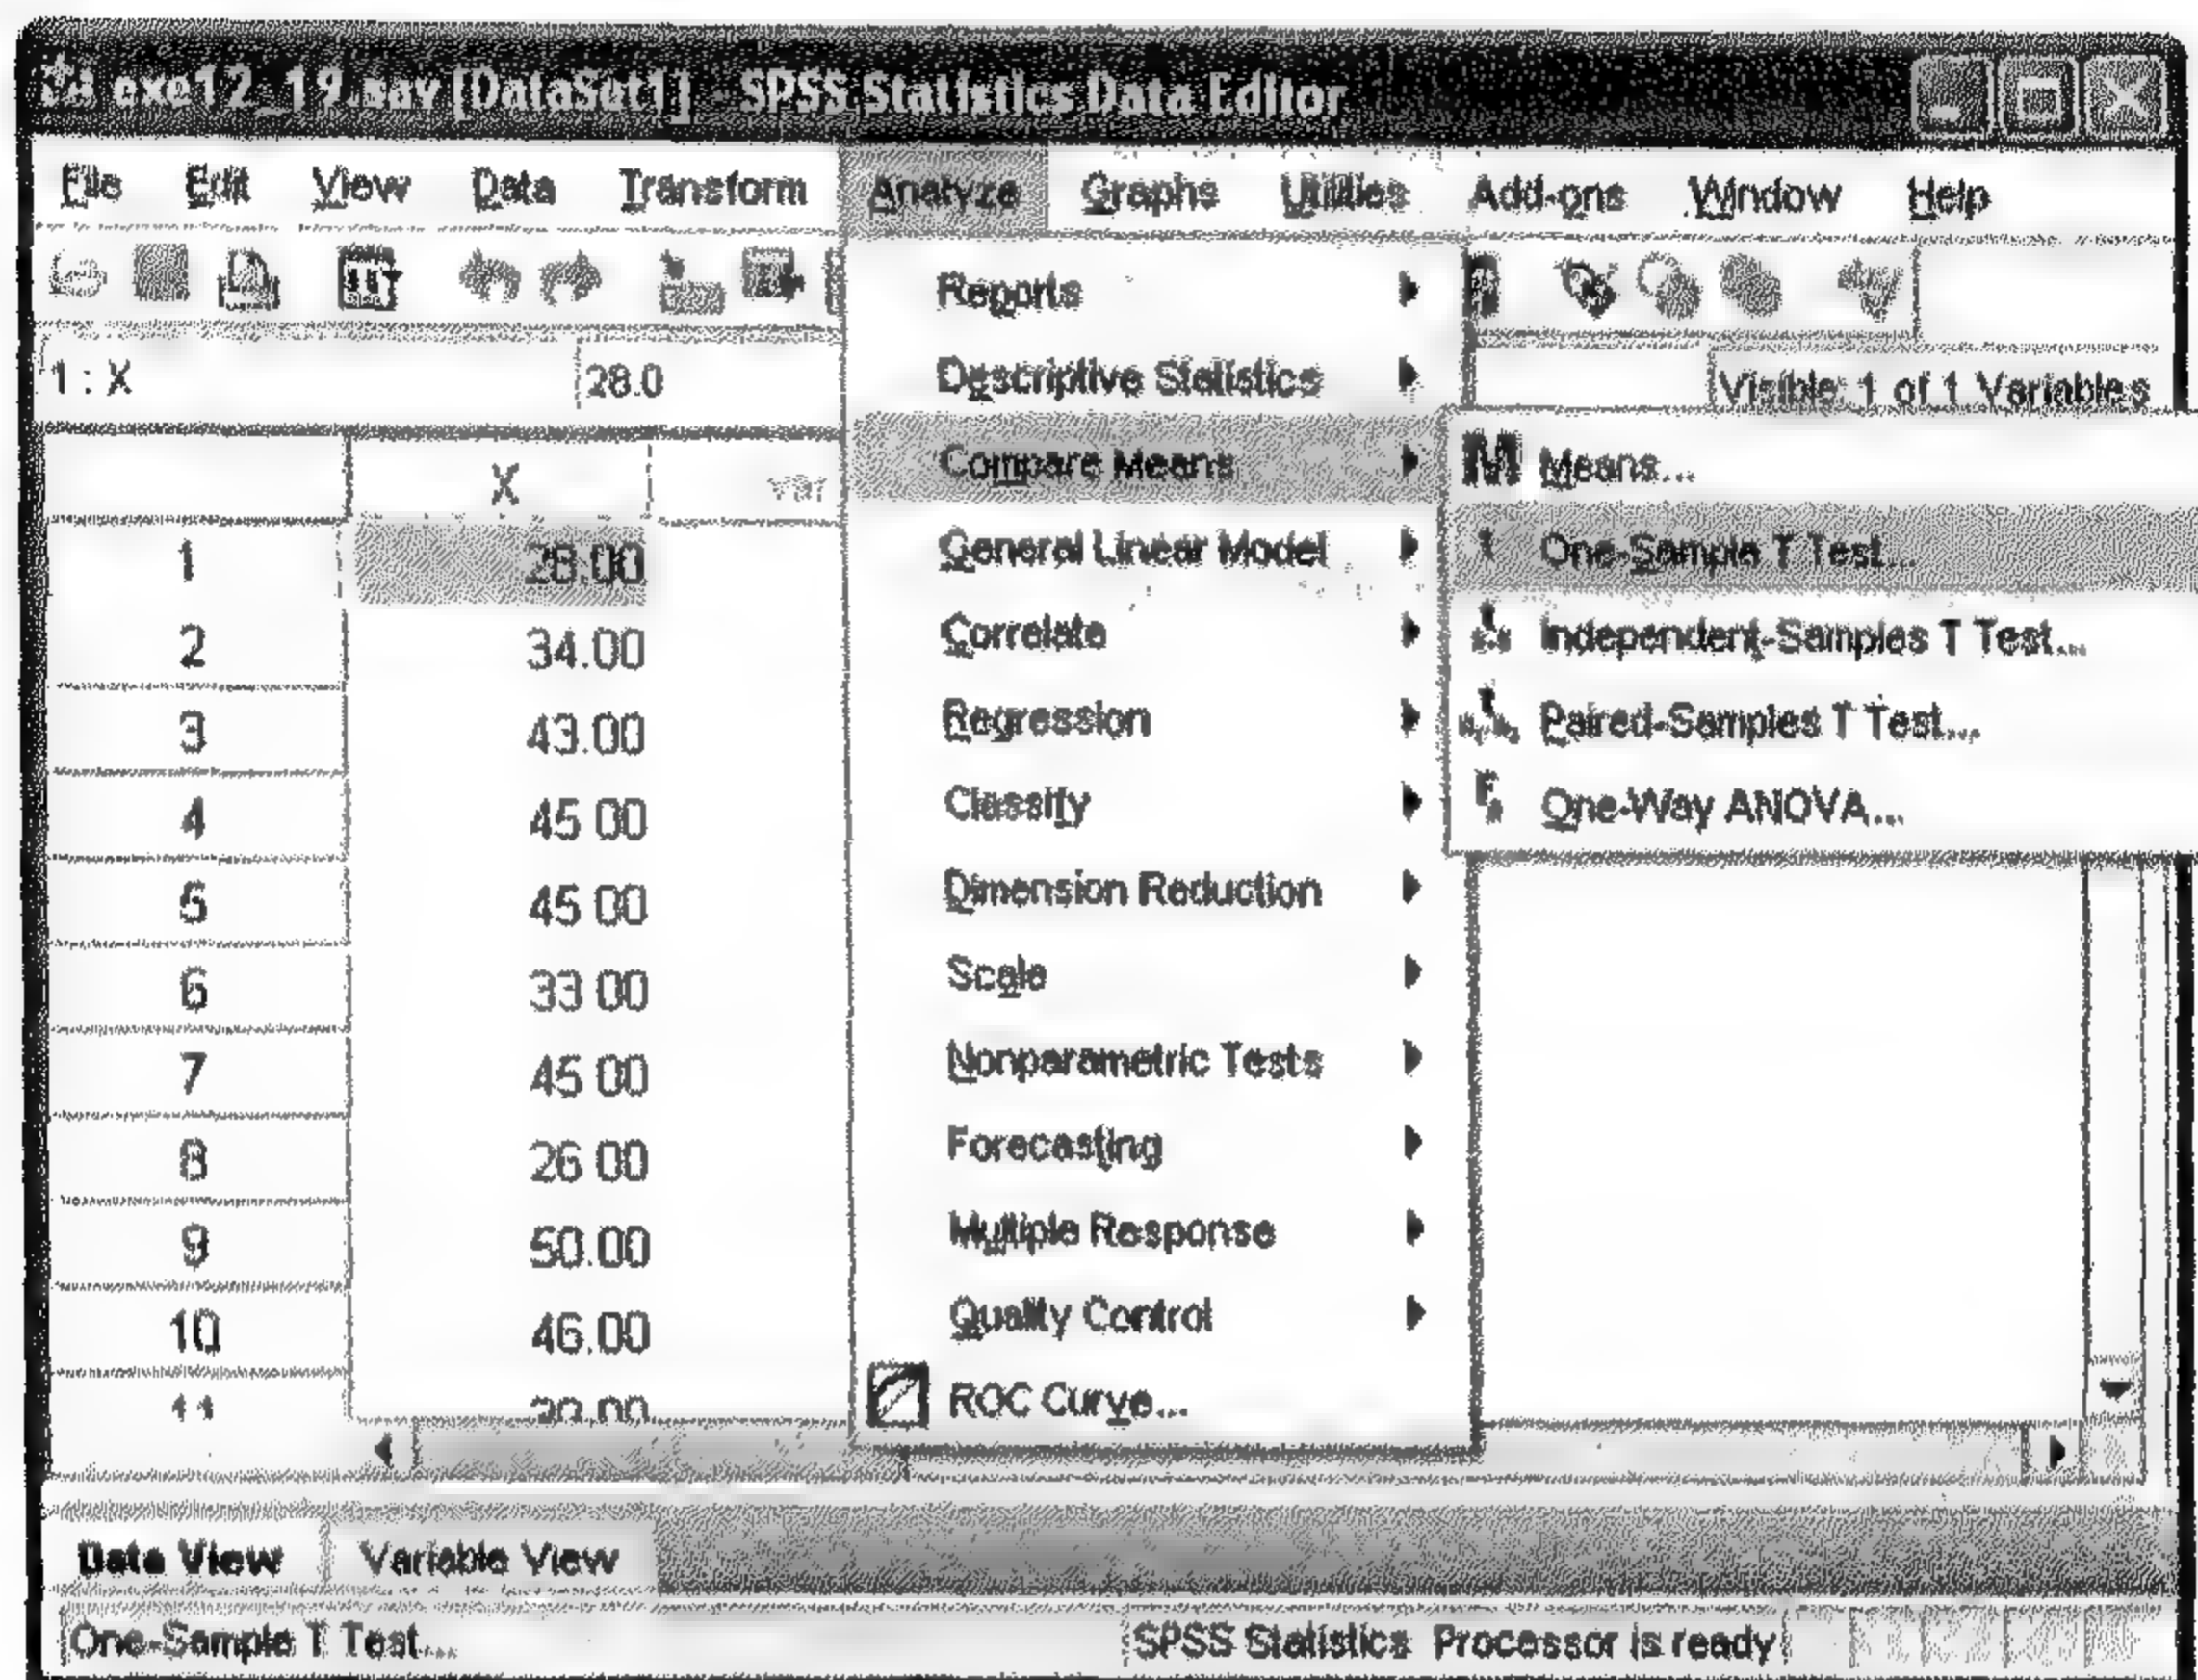 exe12_19.sav [DataSet1] - SPSS Statistics Data Editor
File Edit View Data Transform Analyze Graphs Utilities Add-ons Window Help
1 : X 28.0 Visible: 1 of 1 Variables
X var
1 28.00
2 34.00
3 43.00
4 45.00
5 45.00
6 33.00
7 45.00
8 26.00
9 50.00
10 46.00
11
Reports
Descriptive Statistics
Compare Means
General Linear Model
Correlate
Regression
Classify
Dimension Reduction
Scale
Nonparametric Tests
Forecasting
Multiple Response
Quality Control
ROC Curve...
Means...
One-Sample T Test...
Independent-Samples T Test...
Paired-Samples T Test...
One-Way ANOVA...
Data View Variable View
One-Sample T Test... SPSS Statistics Processor is ready